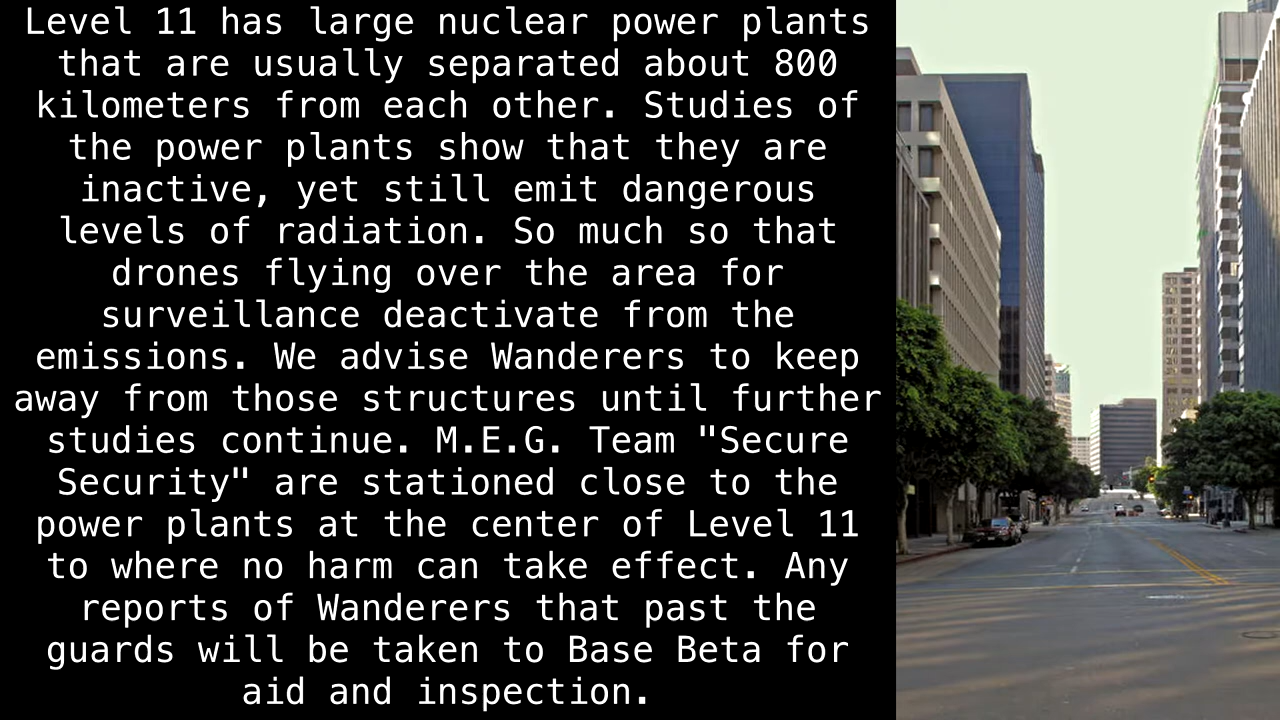 Level 11 has large nuclear power plants
that are usually separated about 800
kilometers from each other. Studies of
the power plants show that they are
inactive, yet still emit dangerous
levels of radiation. So much so that
drones flying over the area for
surveillance deactivate from the
emissions. We advise Wanderers to keep
away from those structures until further
studies continue. M.E.G. Team "Secure
Security" are stationed close to the
power plants at the center of Level 11
to where no harm can take effect. Any
reports of Wanderers that past the
guards will be taken to Base Beta for
aid and inspection.